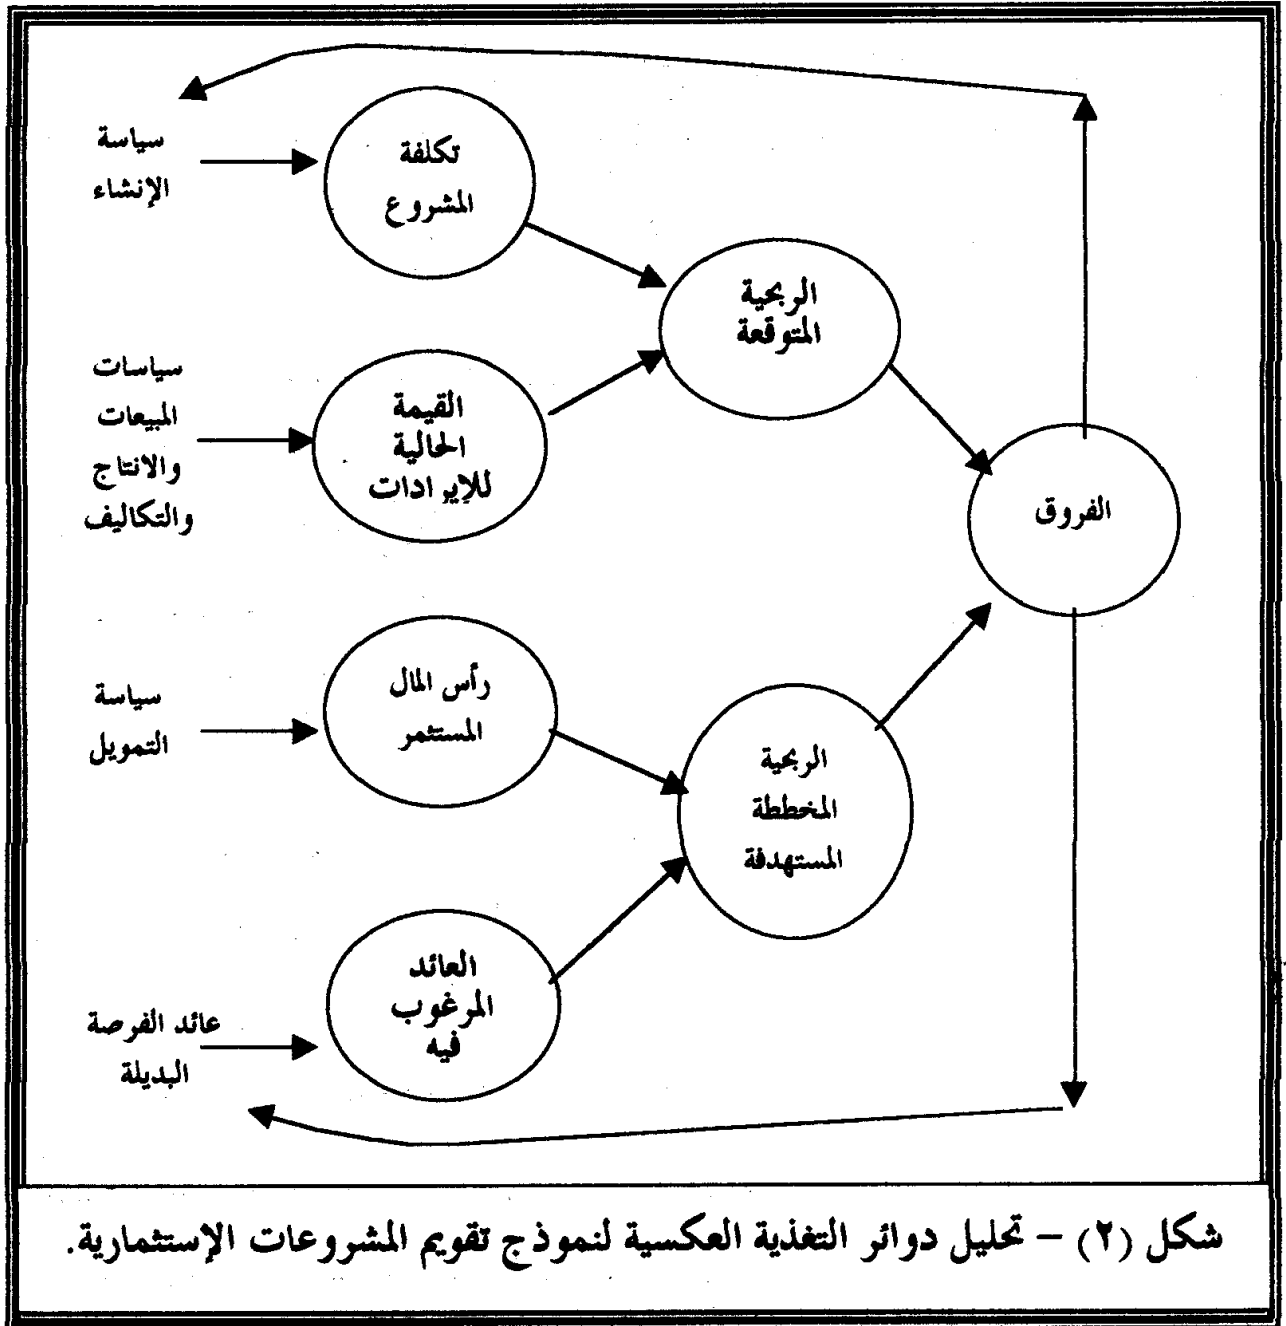 سياسة
الإنشاء
تكلفة
المشروع
الربحية
المتوقعة
سياسات
المبيعات
والانتاج
والتكاليف
القيمة
الحالية
للإيرادات
الفروق
سياسة
التمويل
رأس المال
المستثمر
الربحية
المخططة
المستهدفة
عائد الفرصة
البديلة
العائد
المرغوب
فيه
شكل (٢) – تحليل دوائر التغذية العكسية لنموذج تقويم المشروعات الإستثمارية.